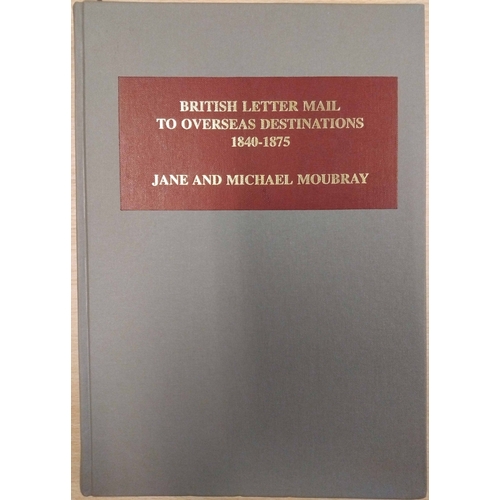 BRITISH LETTER MAIL
TO OVERSEAS DESTINATIONS
1840-1875
JANE AND MICHAEL MOUBRAY